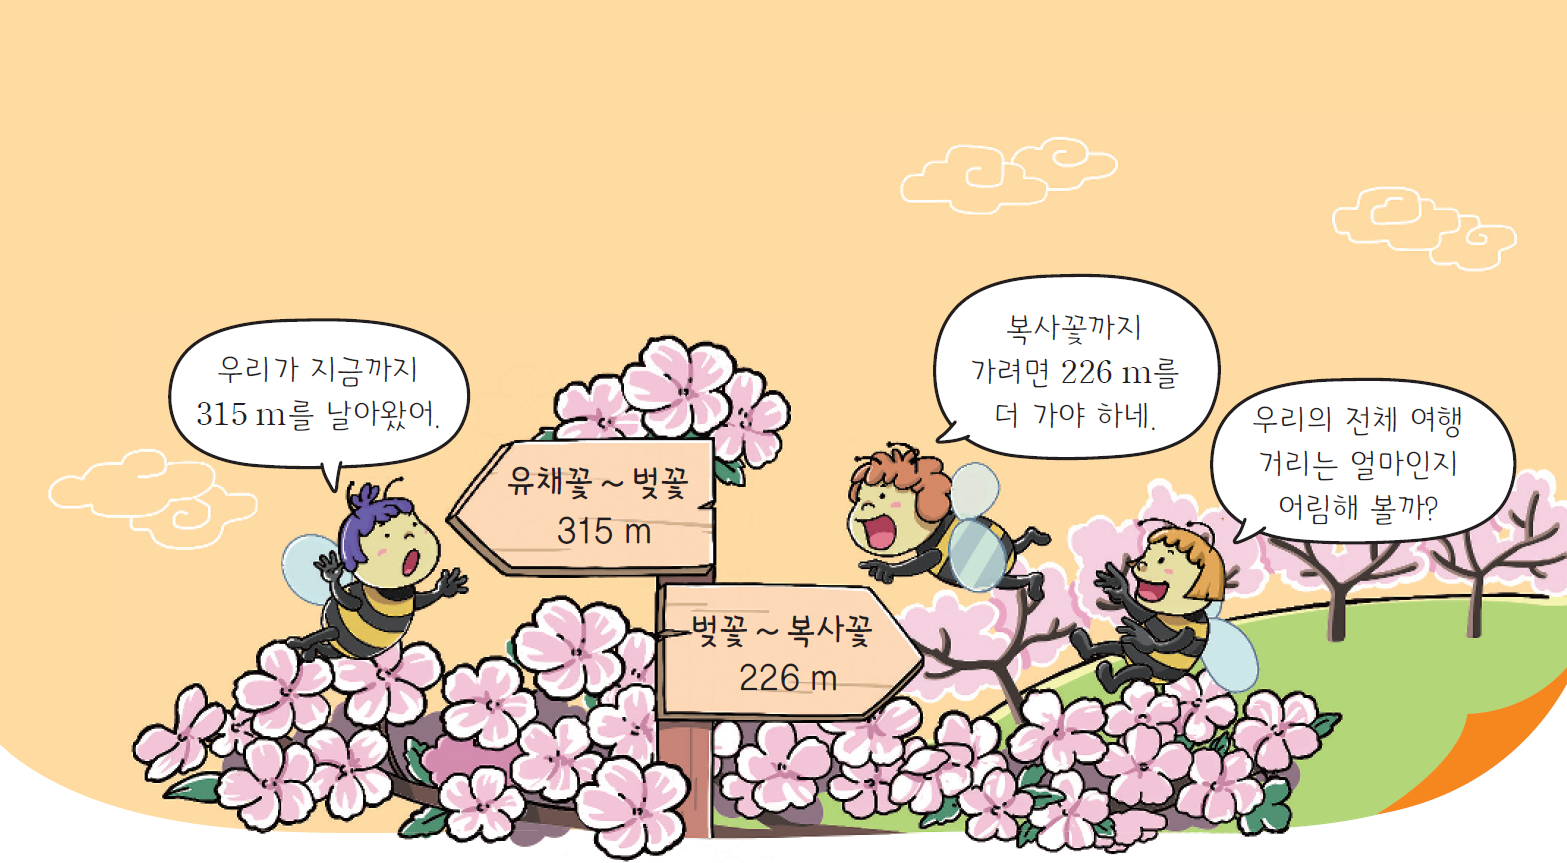 우리가 지금까지
315 m를 날아왔어.
유채꽃 ~ 벚꽃
315 m
벚꽃 ~ 복사꽃
226 m
복사꽃까지
가려면 226 m를
더 가야 하네.
우리의 전체 여행
거리는 얼마인지
어림해 볼까?